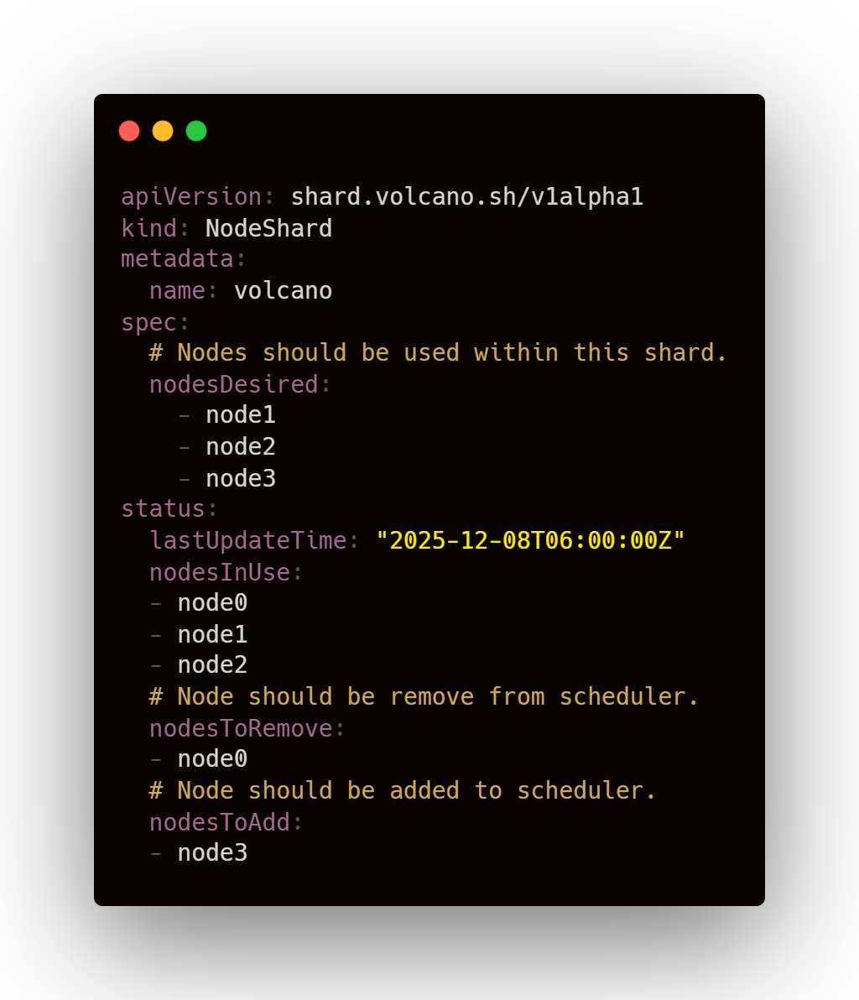 apiVersion: shard.volcano.sh/v1alpha1
kind: NodeShard
metadata:
  name: volcano
spec:
  # Nodes should be used within this shard.
  nodesDesired:
    - node1
    - node2
    - node3
status:
  lastUpdateTime: "2025-12-08T06:00:00Z"
  nodesInUse:
  - node0
  - node1
  - node2
  # Node should be remove from scheduler.
  nodesToRemove:
  - node0
  # Node should be added to scheduler.
  nodesToAdd:
  - node3